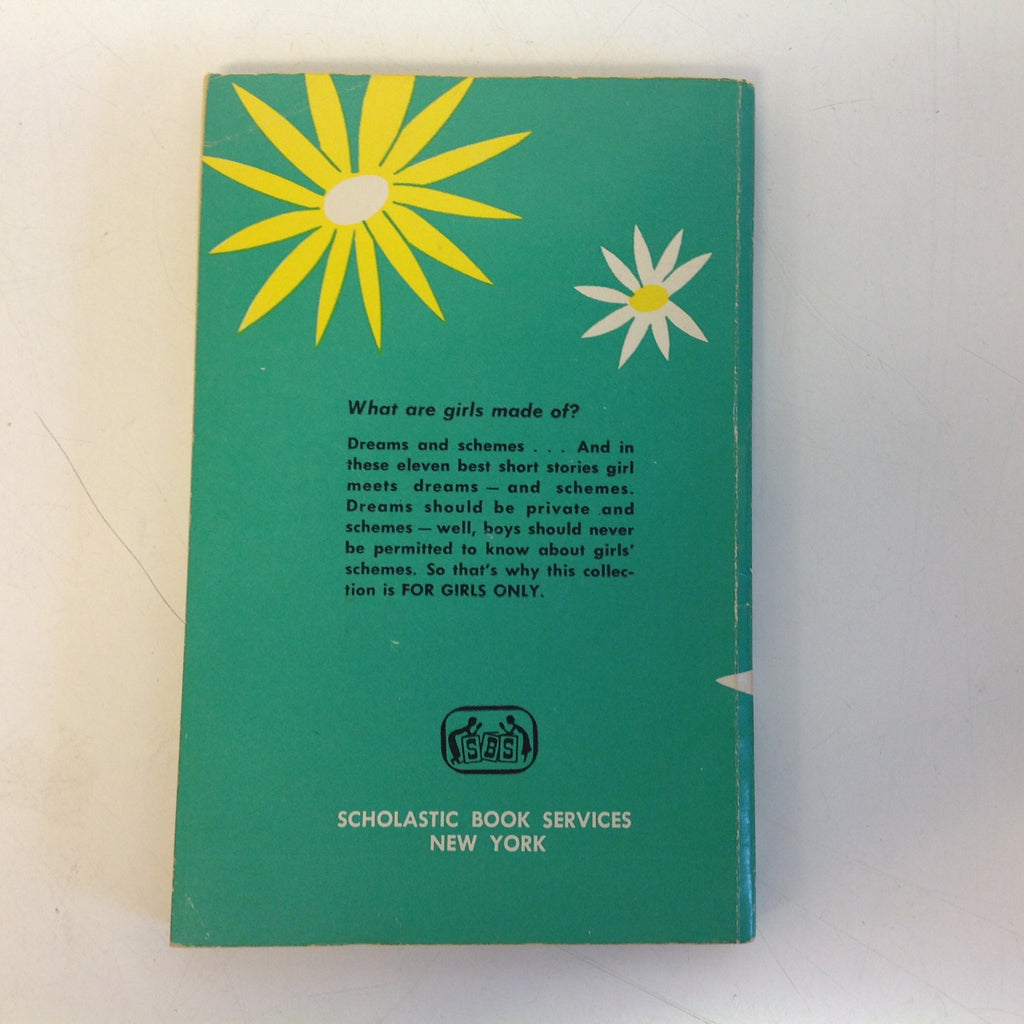 What are girls made of?
Dreams and schemes . . . And in
these eleven best short stories girl
meets dreams — and schemes.
Dreams should be private and
schemes — well, boys should never
be permitted to know about girls'
schemes. So that's why this collec-
tion is FOR GIRLS ONLY.
SBS
SCHOLASTIC BOOK SERVICES
NEW YORK